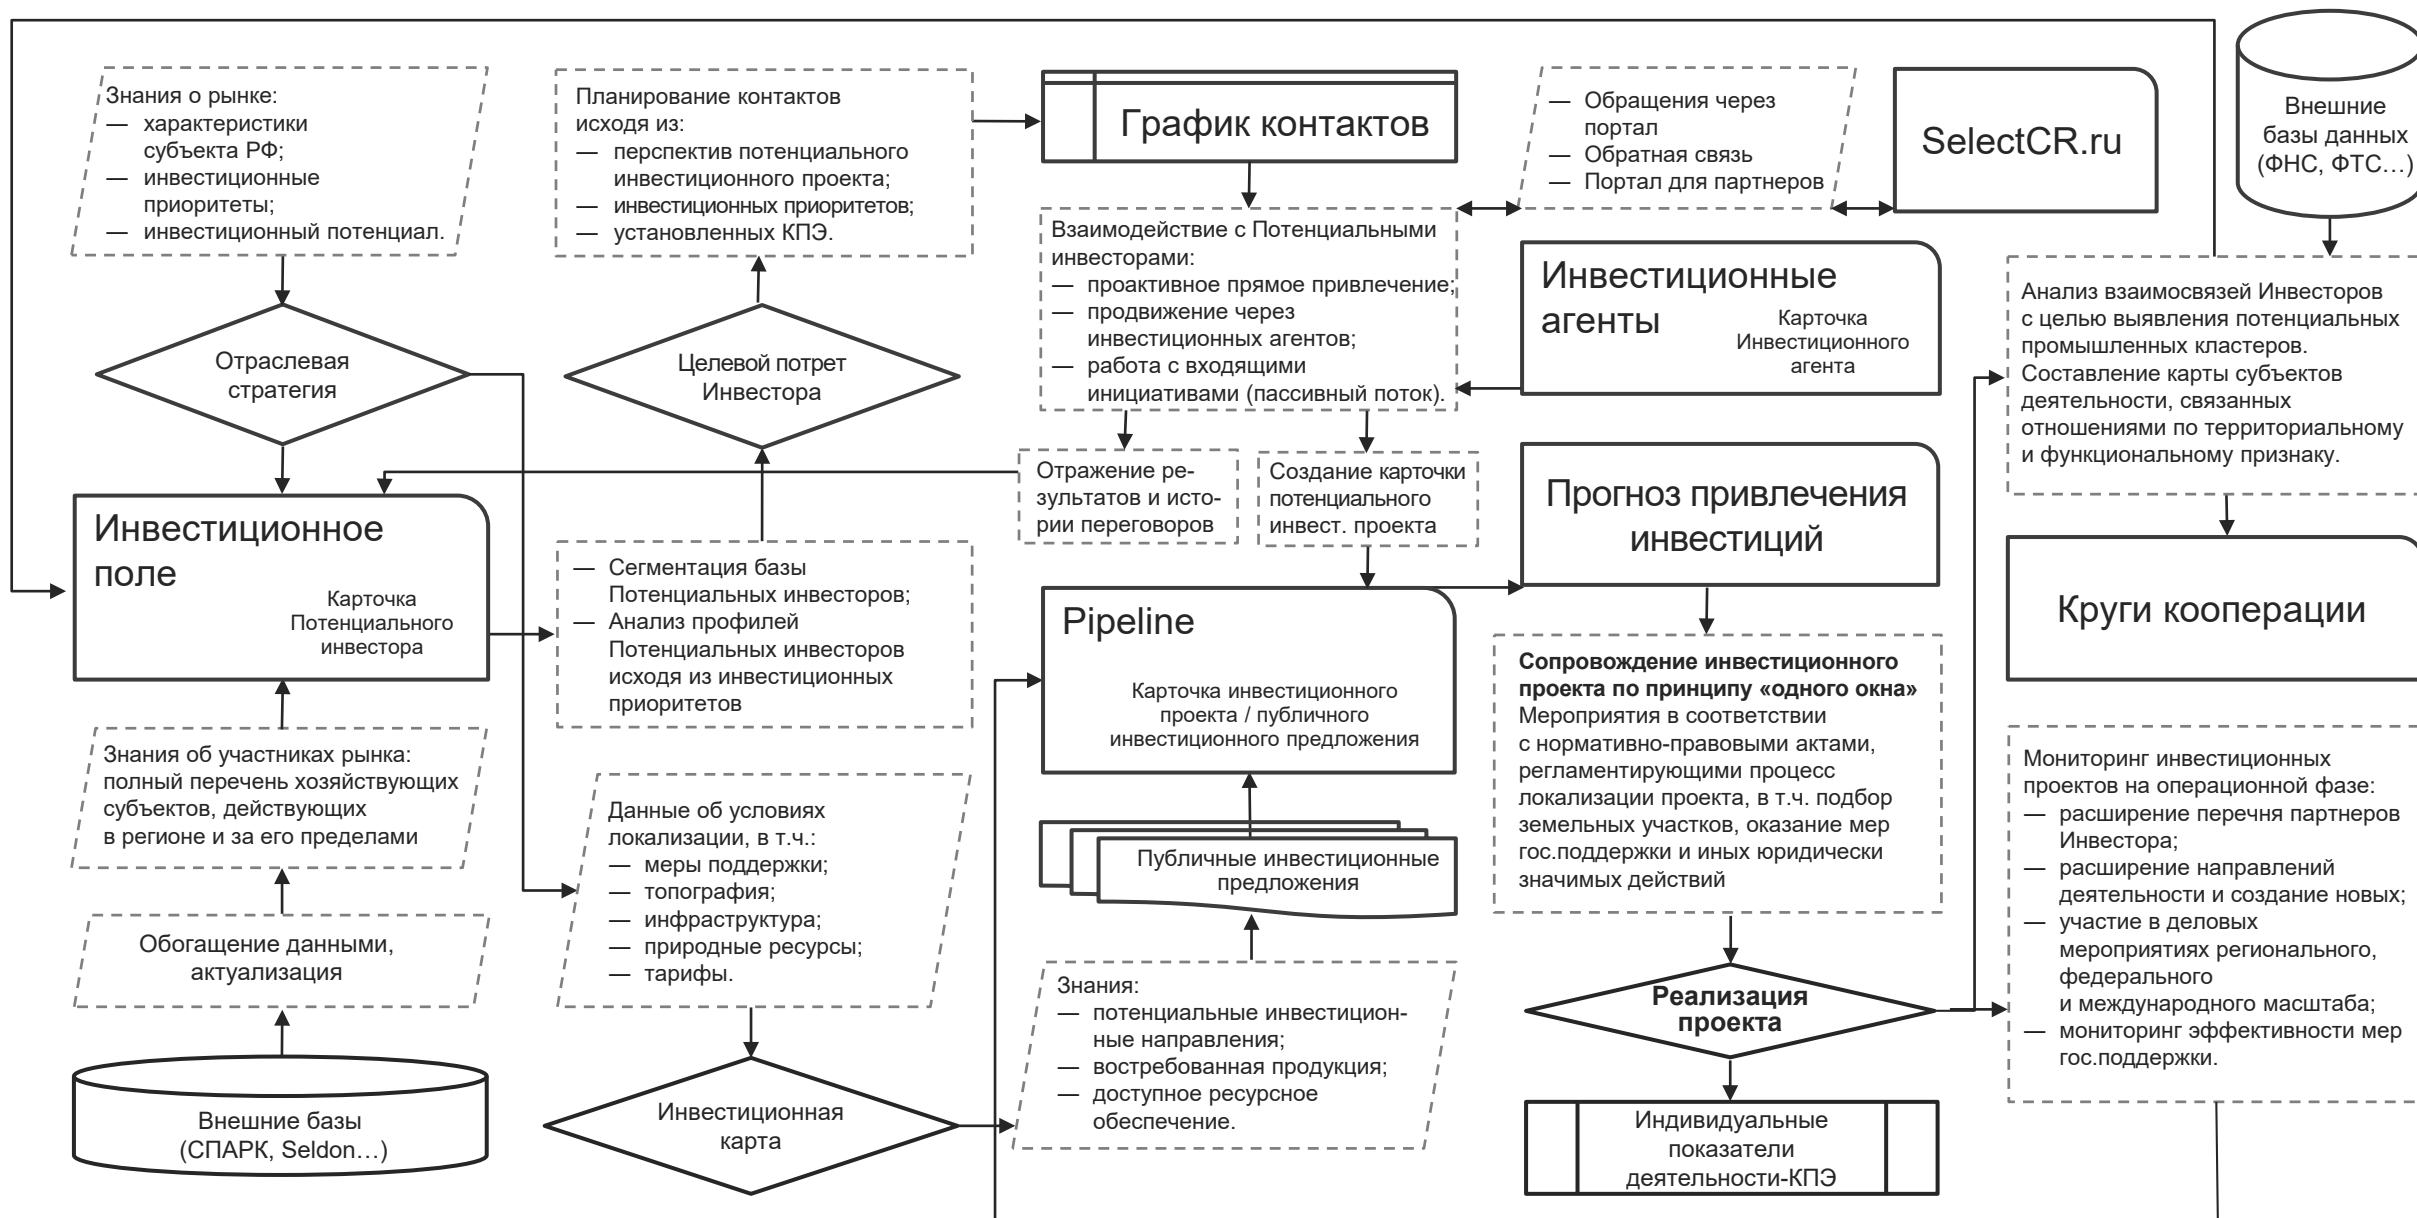 Знания о рынке:
— характеристики
субъекта РФ;
— инвестиционные
приоритеты;
— инвестиционный потенциал.
Отраслевая
стратегия
Инвестиционное
поле
Карточка
Потенциального
инвестора
Знания об участниках рынка:
полный перечень хозяйствующих
субъектов, действующих
в регионе и за его пределами
Обогащение данными,
актуализация
Внешние базы
(СПАРК, Seldon…)
Планирование контактов
исходя из:
— перспектив потенциального
инвестиционного проекта;
— инвестиционных приоритетов;
— установленных КПЭ.
Целевой потрет
Инвестора
— Сегментация базы
Потенциальных инвесторов;
— Анализ профилей
Потенциальных инвесторов
исходя из инвестиционных
приоритетов
Данные об условиях
локализации, в т.ч.:
— меры поддержки;
— топография;
— инфраструктура;
— природные ресурсы;
— тарифы.
Инвестиционная
карта
График контактов
Взаимодействие с Потенциальными
инвесторами:
— проактивное прямое привлечение;
— продвижение через
инвестиционных агентов;
— работа с входящими
инициативами (пассивный поток).
Отражение ре-
зультатов и исто-
рии переговоров
Создание карточки
потенциального
инвест. проекта
Pipeline
Карточка инвестиционного
проекта / публичного
инвестиционного предложения
Публичные инвестиционные
предложения
Знания:
— потенциальные инвестицион-
ные направления;
— востребованная продукция;
— доступное ресурсное
обеспечение.
— Обращения через
портал
— Обратная связь
— Портал для партнеров
SelectCR.ru
Инвестиционные
агенты
Карточка
Инвестиционного
агента
Прогноз привлечения
инвестиций
Сопровождение инвестиционного
проекта по принципу «одного окна»
Мероприятия в соответствии
с нормативно-правовыми актами,
регламентирующими процесс
локализации проекта, в т.ч. подбор
земельных участков, оказание мер
гос.поддержки и иных юридически
значимых действий
Реализация
проекта
Индивидуальные
показатели
деятельности-КПЭ
Внешние
базы данных
(ФНС, ФТС…)
Анализ взаимосвязей Инвесторов
с целью выявления потенциальных
промышленных кластеров.
Составление карты субъектов
деятельности, связанных
отношениями по территориальному
и функциональному признаку.
Круги кооперации
Мониторинг инвестиционных
проектов на операционной фазе:
— расширение перечня партнеров
Инвестора;
— расширение направлений
деятельности и создание новых;
— участие в деловых
мероприятиях регионального,
федерального
и международного масштаба;
— мониторинг эффективности мер
гос.поддержки.